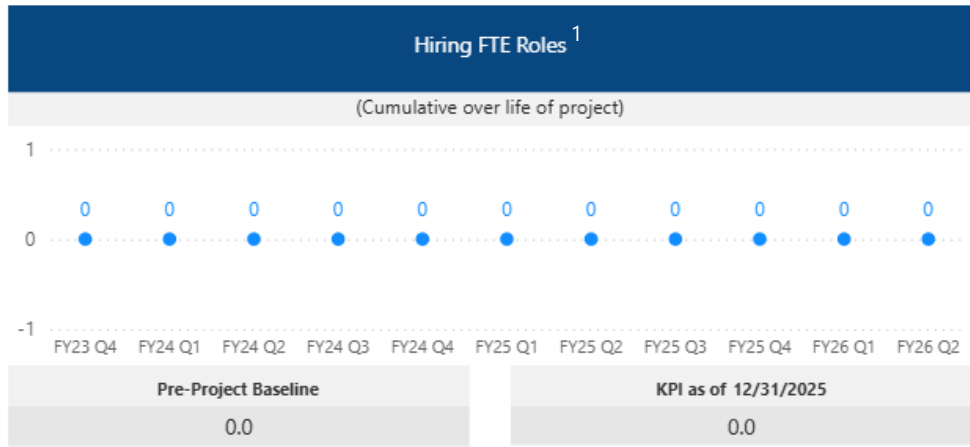 Hiring FTE Roles 1
(Cumulative over life of project)
1
0 0 0 0 0 0 0 0 0 0 0
0
-1
FY23 Q4 FY24 Q1 FY24 Q2 FY24 Q3 FY24 Q4 FY25 Q1 FY25 Q2 FY25 Q3 FY25 Q4 FY26 Q1 FY26 Q2
Pre-Project Baseline KPI as of 12/31/2025
0.0 0.0